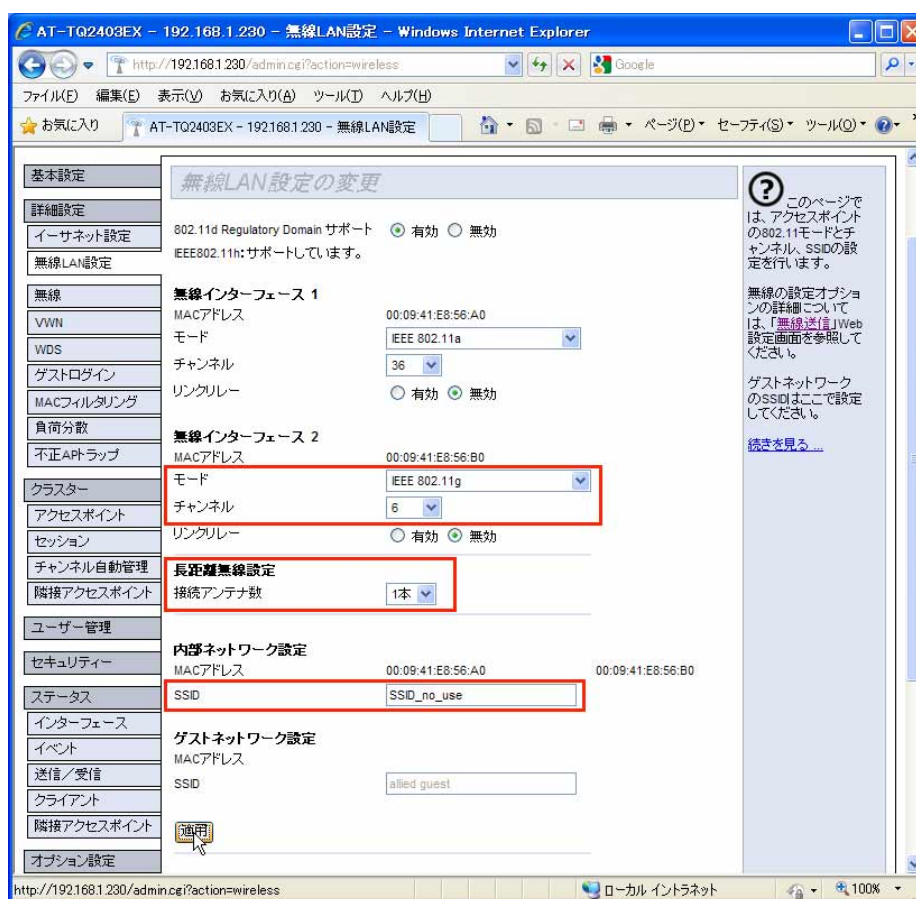 AT-TQ2403EX - 192.168.1.230 - 無線LAN設定 - Windows Internet Explorer
http://192.168.1.230/admin.cgi?action=wireless
Google
ファイル(F) 編集(E) 表示(V) お気に入り(A) ツール(T) ヘルプ(H)
お気に入り AT-TQ2403EX - 192.168.1.230 - 無線LAN設定 ページ(P) セーフティ(S) ツール(O)
基本設定
詳細設定
イーサネット設定
無線LAN設定
無線
VWN
WDS
ゲストログイン
MACフィルタリング
負荷分散
不正APトラップ
クラスター
アクセスポイント
セッション
チャンネル自動管理
隣接アクセスポイント
ユーザー管理
セキュリティー
ステータス
インターフェース
イベント
送信/受信
クライアント
隣接アクセスポイント
オプション設定
無線LAN設定の変更
802.11d Regulatory Domain サポート 有効 無効
IEEE802.11h:サポートしています。
無線インターフェース 1
MACアドレス 00:09:41:E8:56:A0
モード IEEE 802.11a
チャンネル 36
リンクリレー 有効 無効
無線インターフェース 2
MACアドレス 00:09:41:E8:56:B0
モード IEEE 802.11g
チャンネル 6
リンクリレー 有効 無効
長距離無線設定
接続アンテナ数 1本
内部ネットワーク設定
MACアドレス 00:09:41:E8:56:A0 00:09:41:E8:56:B0
SSID SSID_no_use
ゲストネットワーク設定
MACアドレス
SSID allied guest
適用
? このページで
は、アクセスポイント
の802.11モードとチ
ャンネル、SSIDの設
定を行います。
無線の設定オプショ
ンの詳細について
は、「無線送信」Web
設定画面を参照して
ください。
ゲストネットワーク
のSSIDはここで設定
してください。
続きを見る ...
http://192.168.1.230/admin.cgi?action=wireless ローカル イントラネット 100%